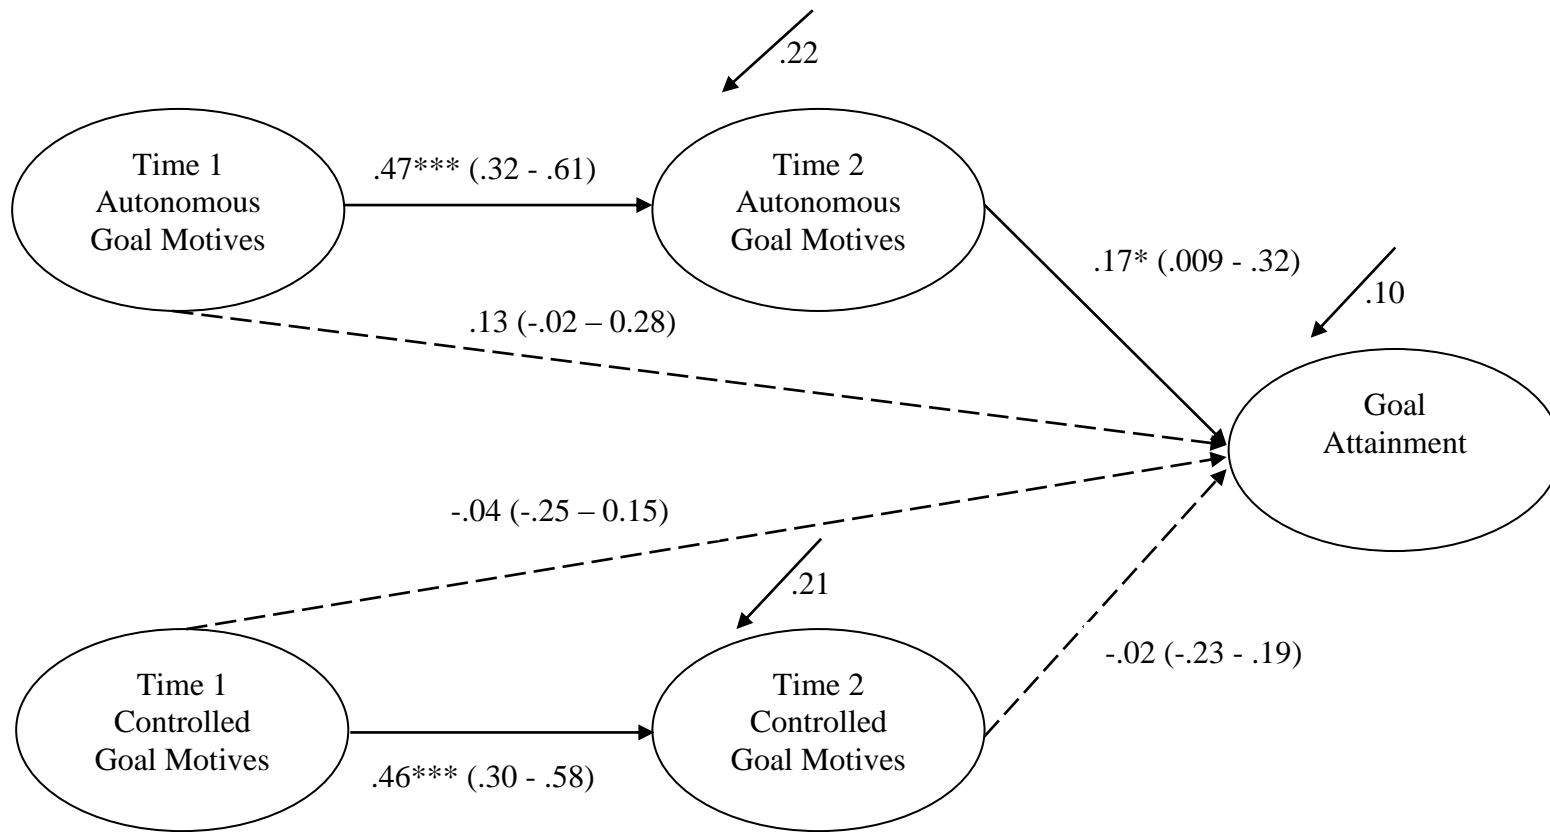 .22
Time 1
Autonomous
Goal Motives
.47*** (.32 - .61)
Time 2
Autonomous
Goal Motives
.17* (.009 - .32)
.10
.13 (-.02 – 0.28)
Goal
Attainment
-.04 (-.25 – 0.15)
.21
Time 1
Controlled
Goal Motives
.46*** (.30 - .58)
Time 2
Controlled
Goal Motives
-.02 (-.23 - .19)